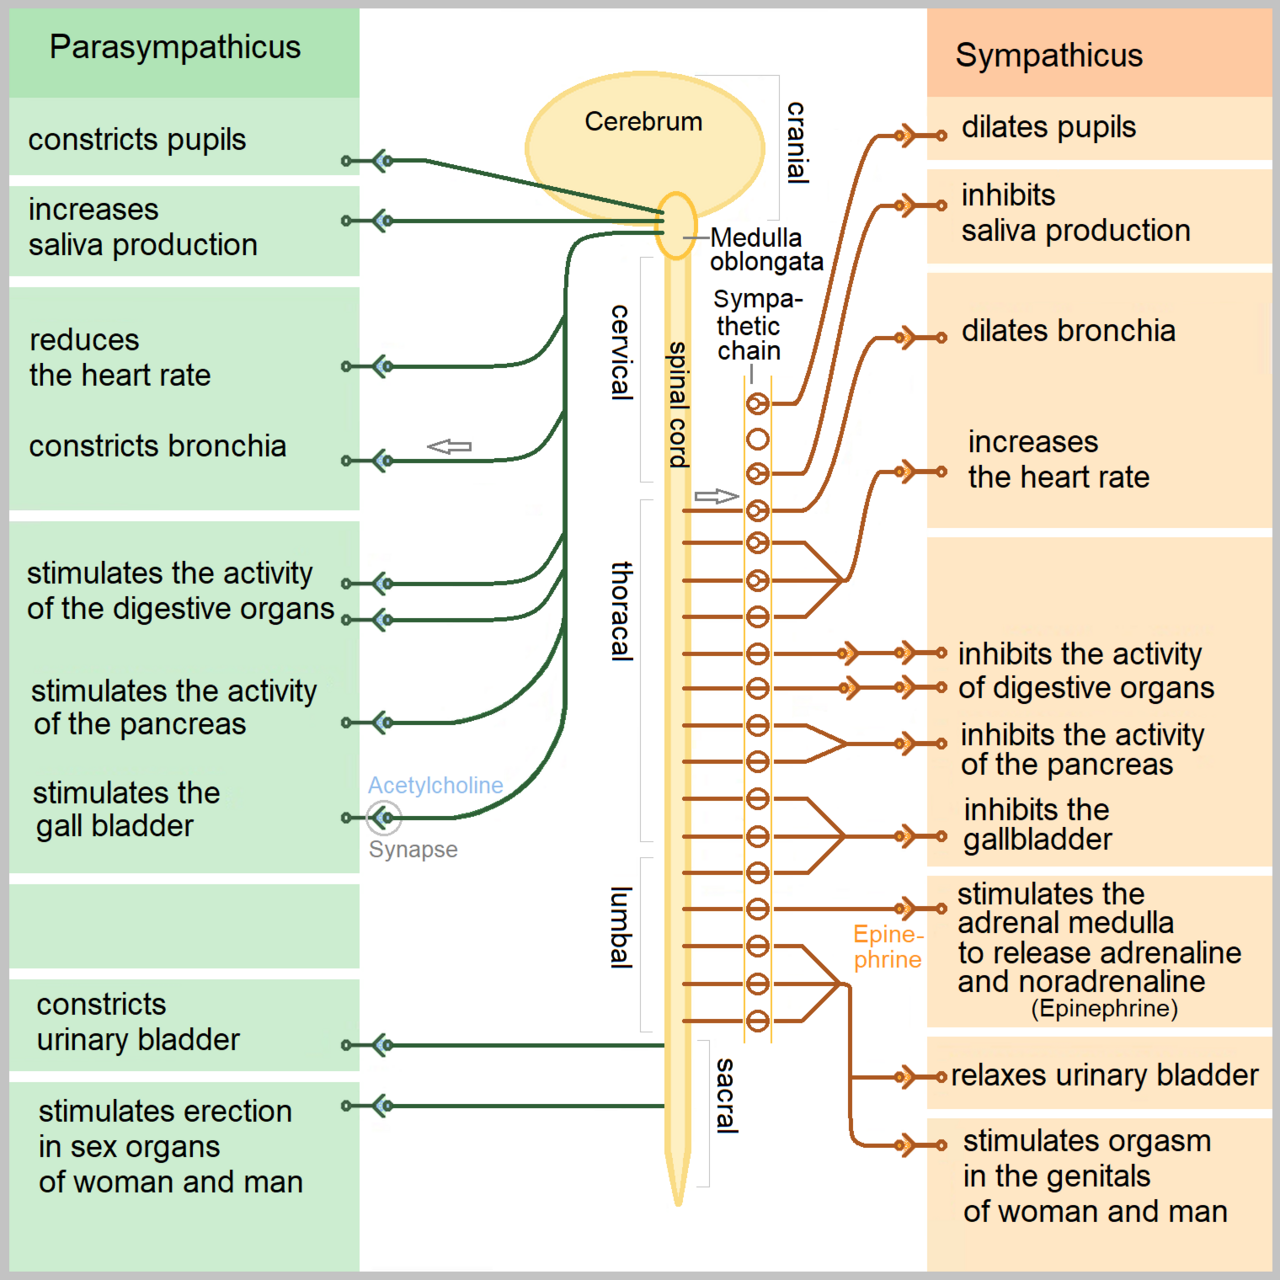 Parasympathicus
constricts pupils
increases
saliva production
reduces
the heart rate
constricts bronchia
stimulates the activity
of the digestive organs
stimulates the activity
of the pancreas
stimulates the
gall bladder
constricts
urinary bladder
stimulates erection
in sex organs
of woman and man
Acetylcholine
Synapse
Cerebrum
cranial
Medulla
oblongata
Sympa-
thetic
chain
cervical
spinal cord
thoracal
lumbal
sacral
Epine-
phrine
Sympathicus
dilates pupils
inhibits
saliva production
dilates bronchia
increases
the heart rate
inhibits the activity
of digestive organs
inhibits the activity
of the pancreas
inhibits the
gallbladder
stimulates the
adrenal medulla
to release adrenaline
and noradrenaline
(Epinephrine)
relaxes urinary bladder
stimulates orgasm
in the genitals
of woman and man